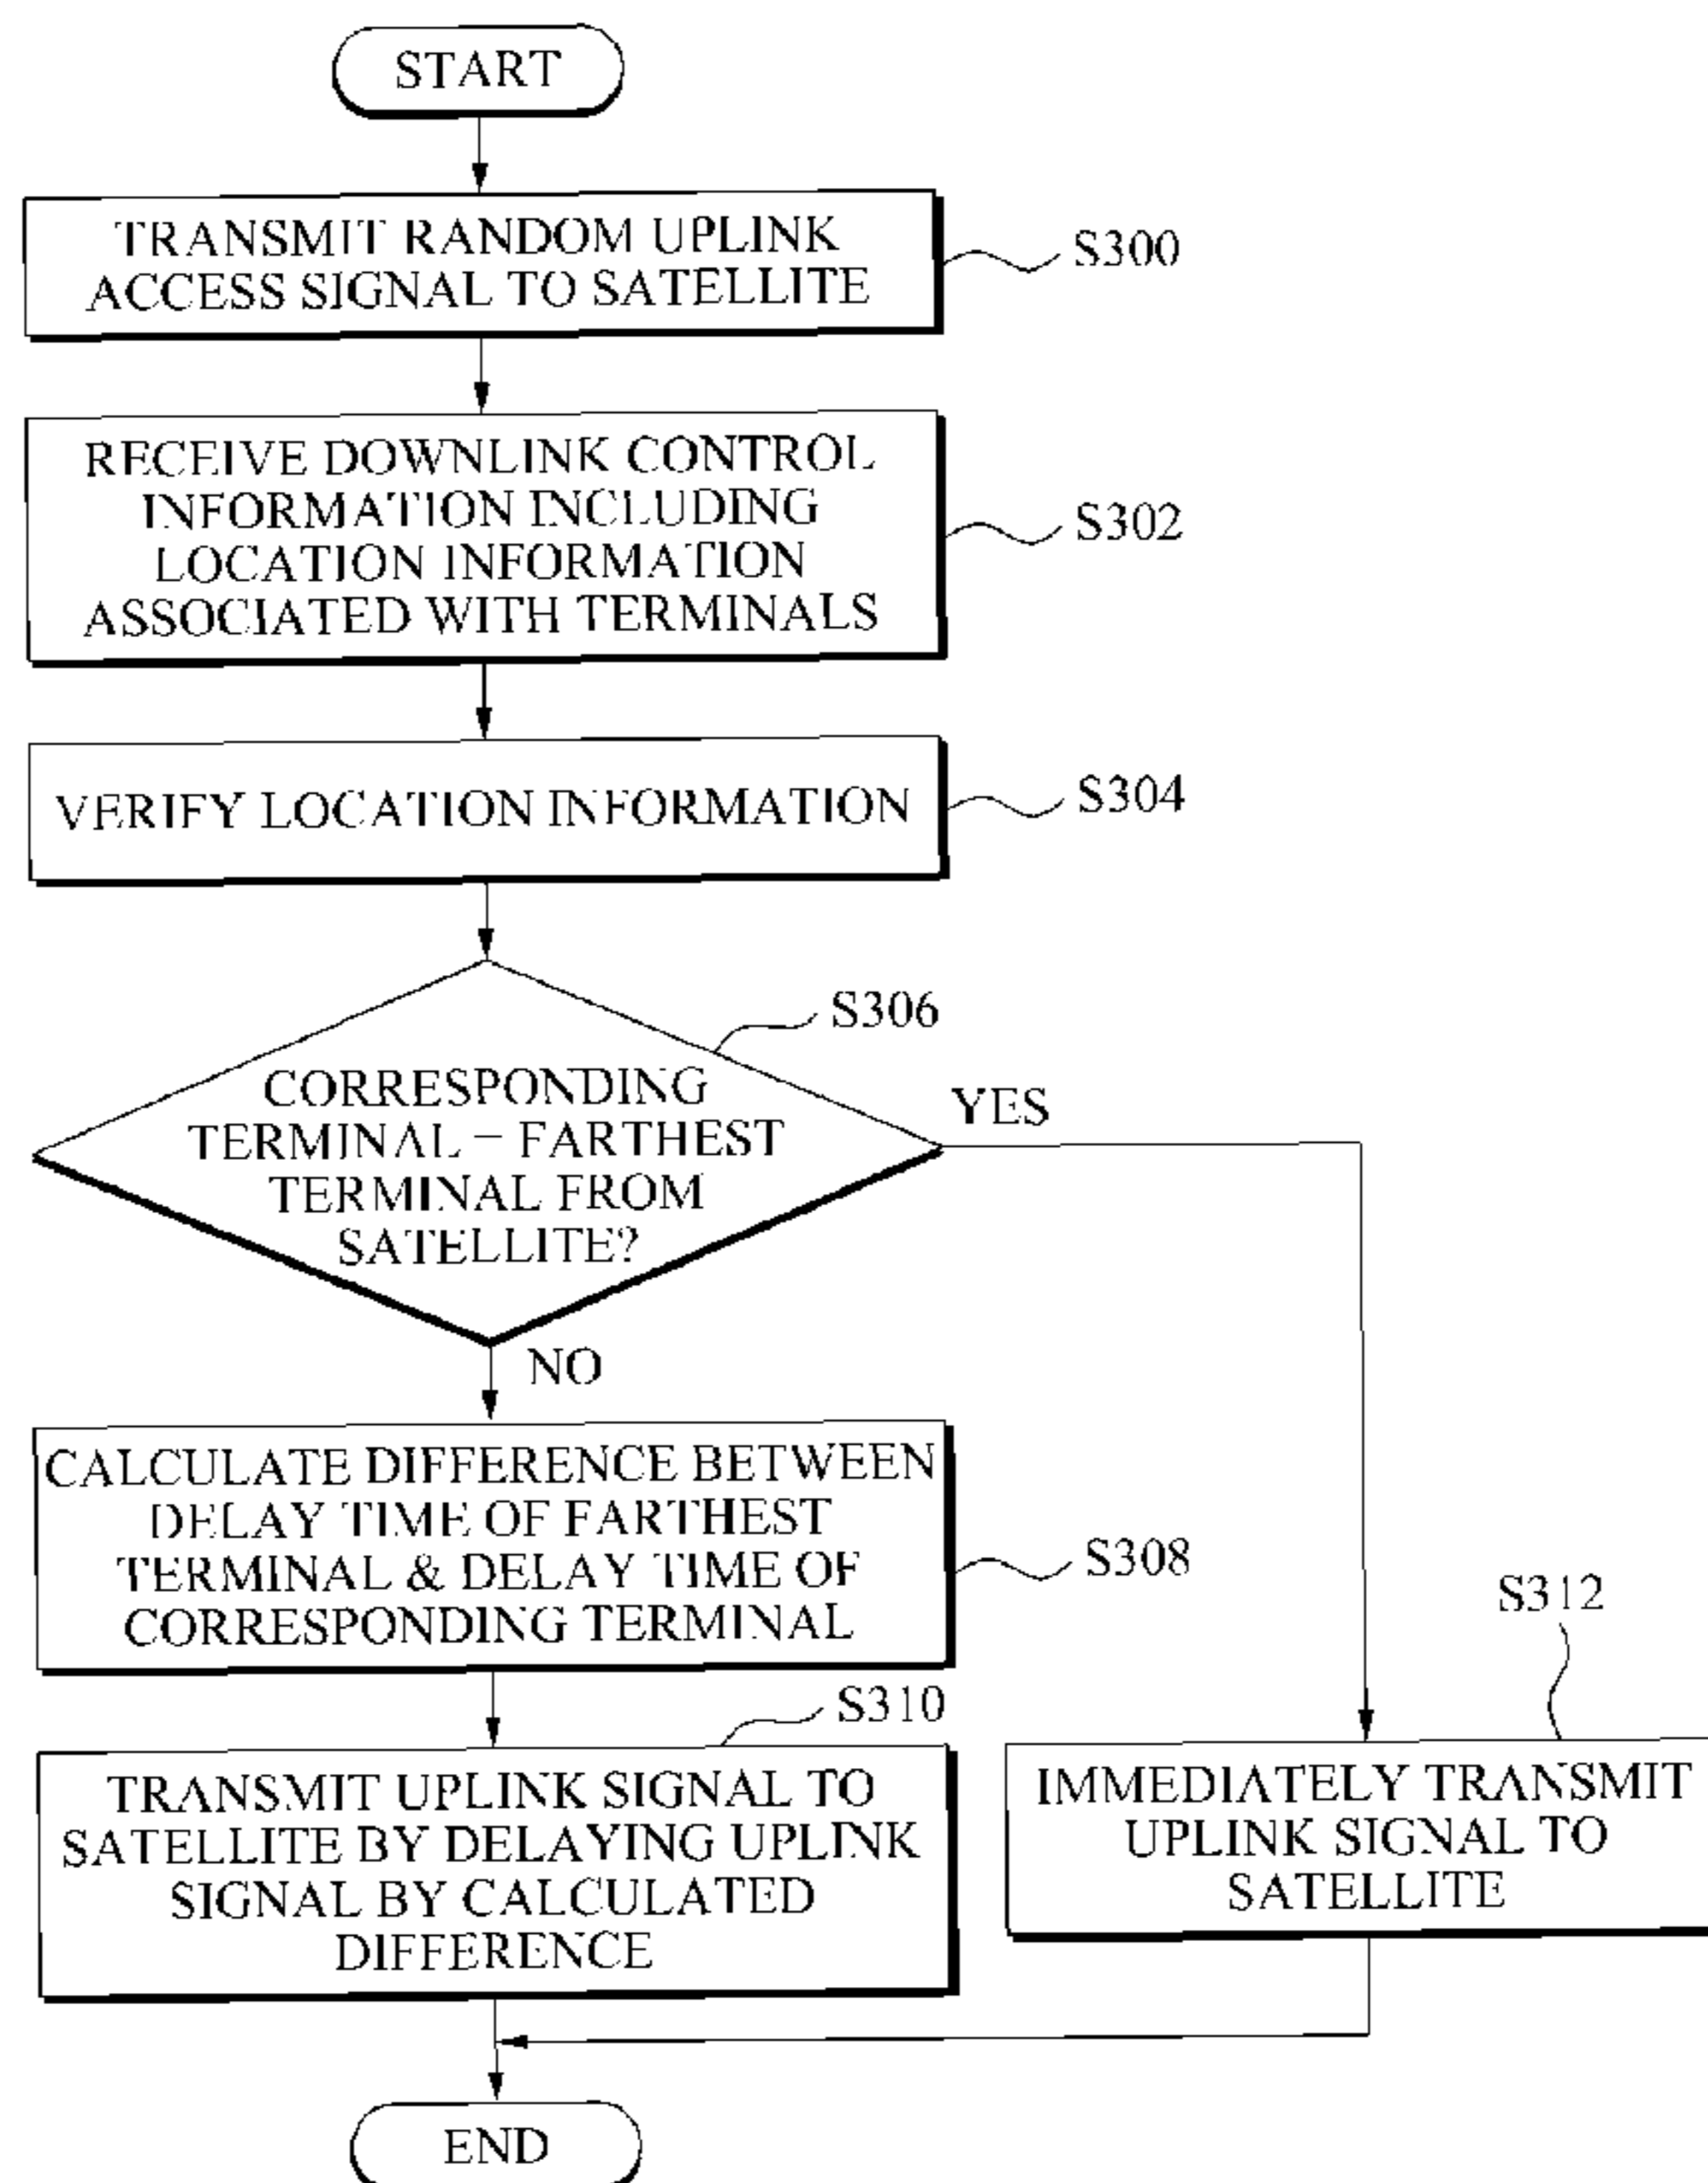 START
TRANSMIT RANDOM UPLINK
ACCESS SIGNAL TO SATELLITE
S300
RECEIVE DOWNLINK CONTROL
INFORMATION INCLUDING
LOCATION INFORMATION
ASSOCIATED WITH TERMINALS
S302
VERIFY LOCATION INFORMATION
S304
S306
CORRESPONDING
TERMINAL = FARTHEST
TERMINAL FROM
SATELLITE?
YES
NO
CALCULATE DIFFERENCE BETWEEN
DELAY TIME OF FARTHEST
TERMINAL & DELAY TIME OF
CORRESPONDING TERMINAL
S308
S310
TRANSMIT UPLINK SIGNAL TO
SATELLITE BY DELAYING UPLINK
SIGNAL BY CALCULATED
DIFFERENCE
S312
IMMEDIATELY TRANSMIT
UPLINK SIGNAL TO
SATELLITE
END